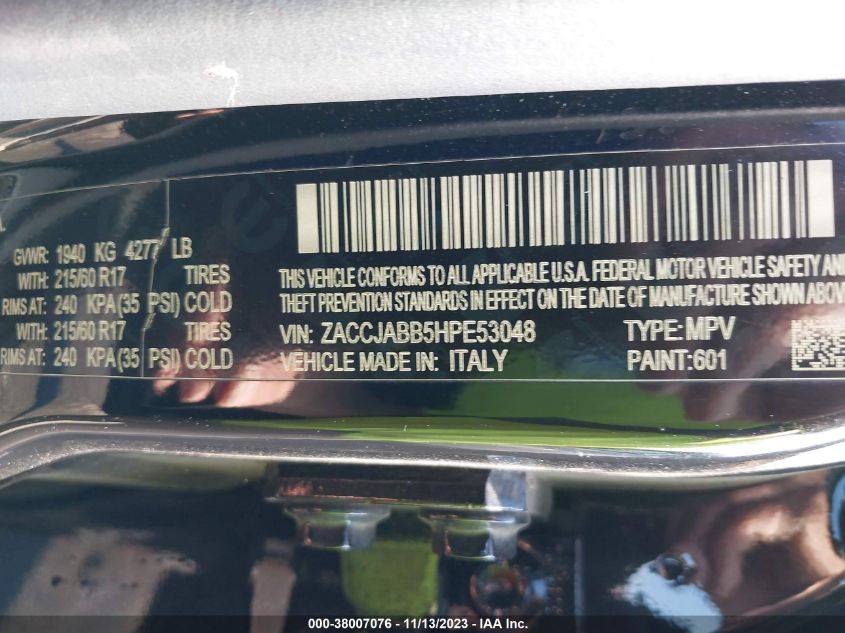 GVWR: 1940 KG 4277 LB
WITH: 215/60 R17 TIRES
RIMS AT: 240 KPA(35 PSI) COLD
WITH: 215/60 R17 TIRES
RIMS AT: 240 KPA(35 PSI) COLD
THIS VEHICLE CONFORMS TO ALL APPLICABLE U.S.A. FEDERAL MOTOR VEHICLE SAFETY AND
THEFT PREVENTION STANDARDS IN EFFECT ON THE DATE OF MANUFACTURE SHOWN ABOVE
VIN: ZACCJABB5HPE53048 TYPE: MPV
VEHICLE MADE IN: ITALY PAINT: 601
000-38007076 - 11/13/2023 - IAA Inc.